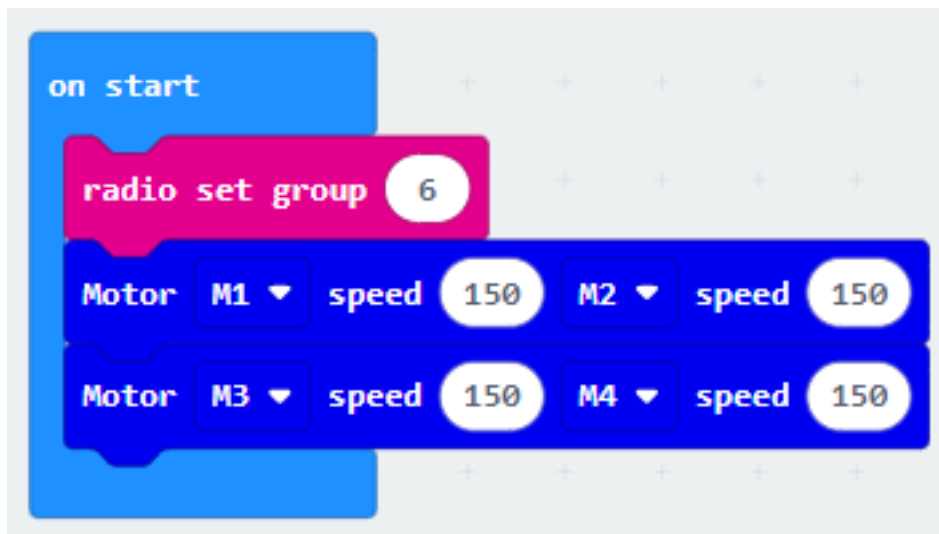 on start
radio set group 6
Motor M1 speed 150 M2 speed 150
Motor M3 speed 150 M4 speed 150